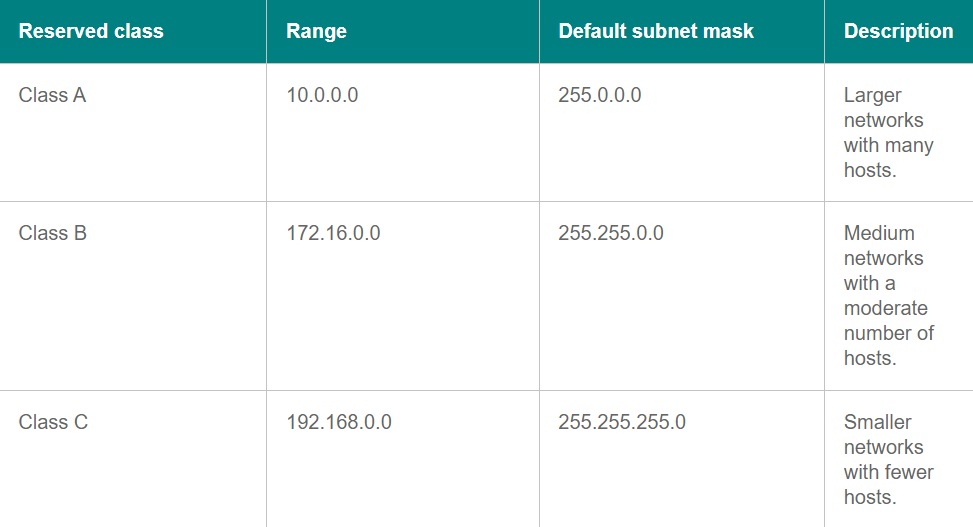 Reserved class Range Default subnet mask Description
Class A 10.0.0.0 255.0.0.0 Larger
networks
with many
hosts.
Class B 172.16.0.0 255.255.0.0 Medium
networks
with a
moderate
number of
hosts.
Class C 192.168.0.0 255.255.255.0 Smaller
networks
with fewer
hosts.